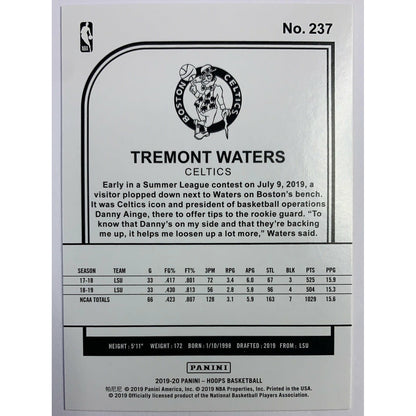 NBA
No. 237
BOSTON CELTICS
TREMONT WATERS
CELTICS
Early in a Summer League contest on July 9, 2019, a
visitor plopped down next to Waters on Boston's bench.
It was Celtics icon and president of basketball operations
Danny Ainge, there to offer tips to the rookie guard. "To
know that Danny's on my side and that they're backing
me up, it helps me loosen up a lot more," Waters said.
SEASON TEAM G FG% FT% 3PM RPG APG STL BLK PTS PPG
17-18 LSU 33 .417 .801 72 3.4 6.0 67 3 525 15.9
18-19 LSU 33 .430 .813 56 2.8 5.9 96 4 504 15.3
NCAA TOTALS 66 .423 .807 128 3.1 5.9 163 7 1029 15.6
HEIGHT: 5'11" WEIGHT: 172 BORN: 1/10/1998 DRAFTED: 2019 FROM: LSU
PANINI
2019-20 PANINI – HOOPS BASKETBALL
帕尼尼 © 2019 Panini America, Inc. © 2019 NBA Properties, Inc. Printed in the USA.
© 2019 Officially licensed product of the National Basketball Players Association.